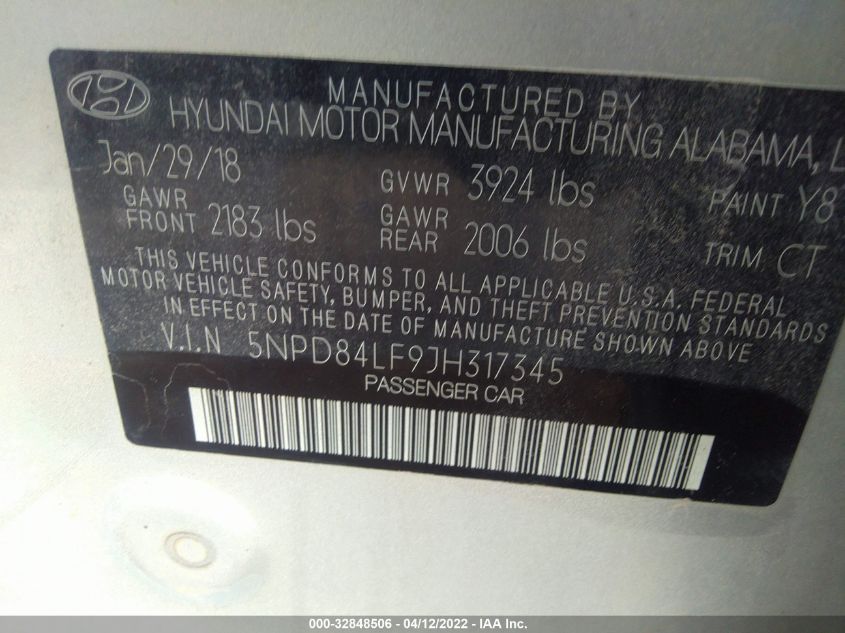 MANUFACTURED BY
HYUNDAI MOTOR MANUFACTURING ALABAMA, L
Jan/29/18 GVWR 3924 lbs PAINT Y8
GAWR FRONT 2183 lbs GAWR REAR 2006 lbs TRIM CT
THIS VEHICLE CONFORMS TO ALL APPLICABLE U.S.A. FEDERAL
MOTOR VEHICLE SAFETY, BUMPER, AND THEFT PREVENTION STANDARDS
IN EFFECT ON THE DATE OF MANUFACTURE SHOWN ABOVE
V.I.N 5NPD84LF9JH317345
PASSENGER CAR
000-32848506 - 04/12/2022 - IAA Inc.